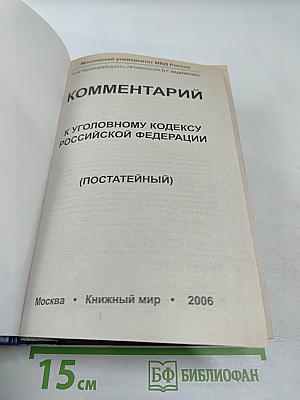 Московский университет МВД России
ПОД РЕДАКЦИЕЙ Д.Ю.Н., ПРОФЕССОРА Н.Г. КАДНИКОВА
КОММЕНТАРИЙ
К УГОЛОВНОМУ КОДЕКСУ
РОССИЙСКОЙ ФЕДЕРАЦИИ
(ПОСТАТЕЙНЫЙ)
Москва • Книжный мир • 2006
15 см
БФ БИБЛИОФАН